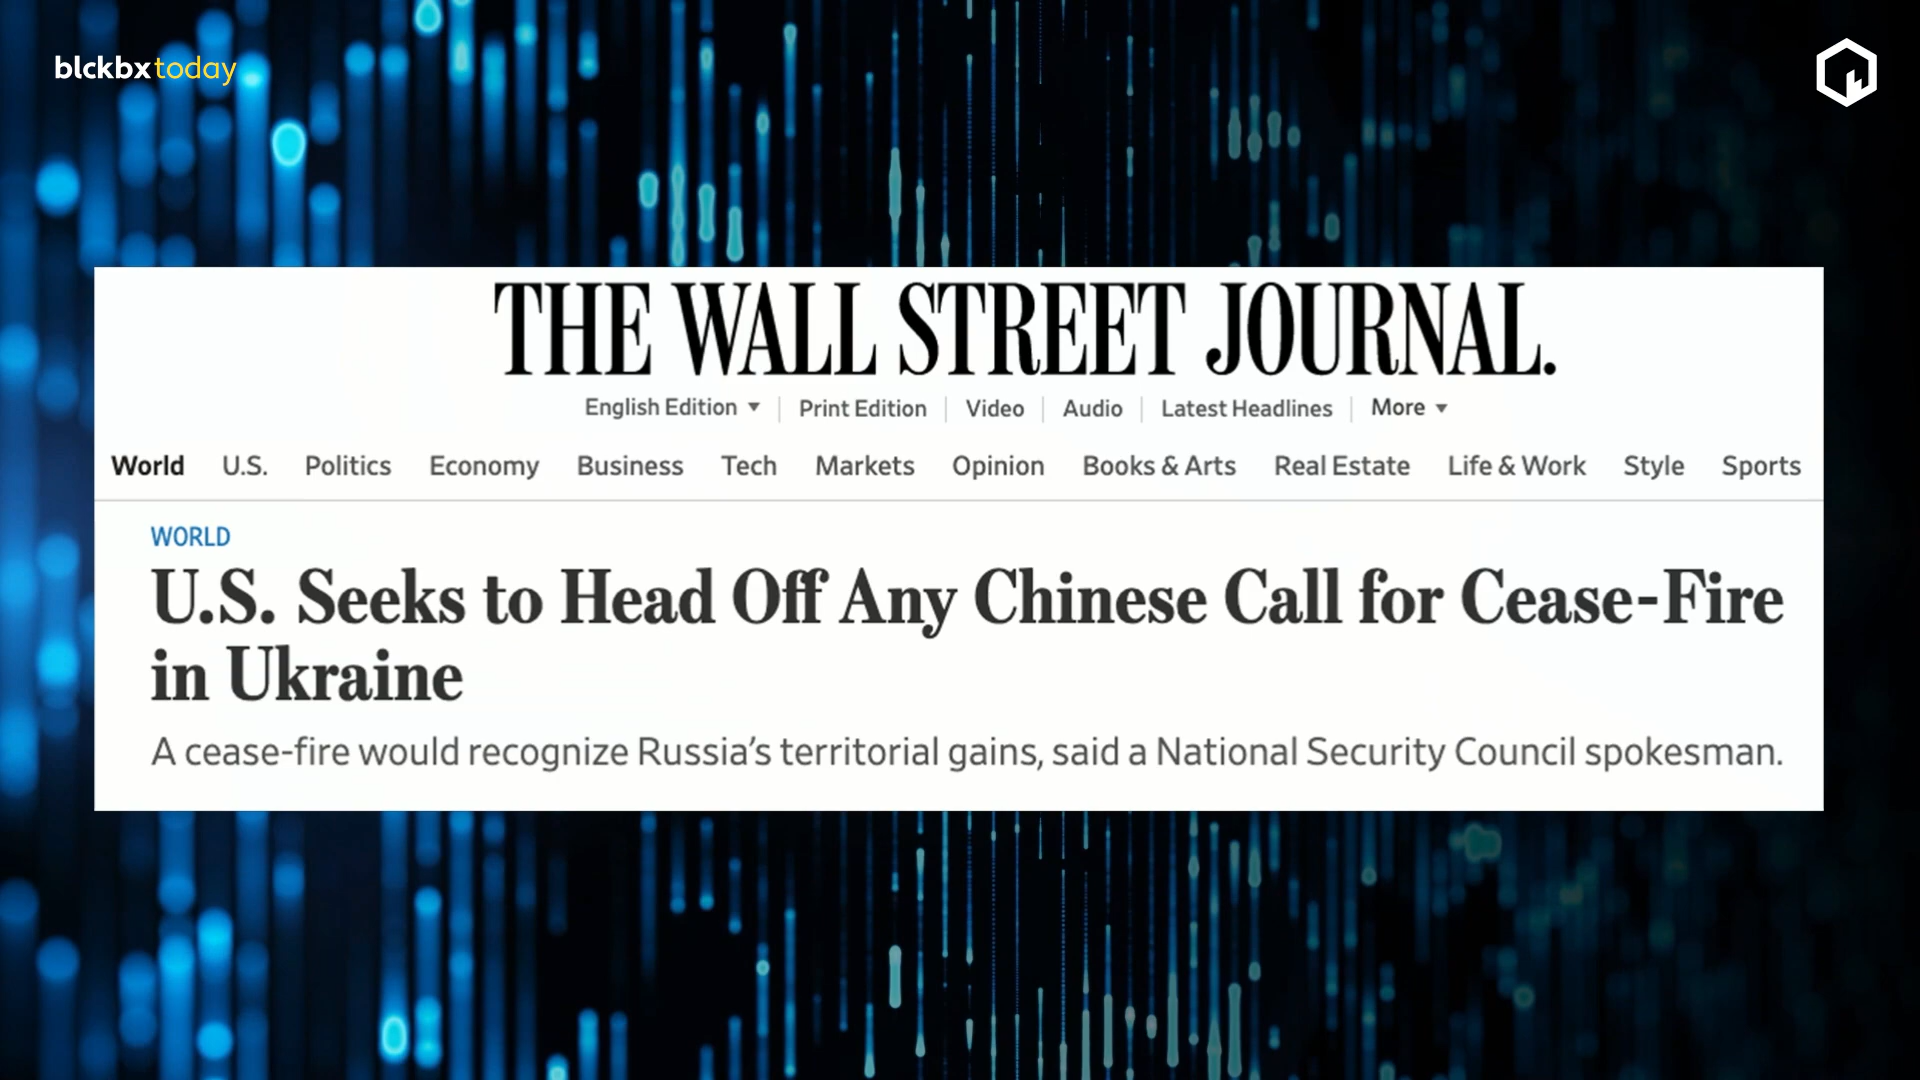 blckbxtoday
THE WALL STREET JOURNAL.
English Edition Print Edition Video Audio Latest Headlines More
World U.S. Politics Economy Business Tech Markets Opinion Books & Arts Real Estate Life & Work Style Sports
WORLD
U.S. Seeks to Head Off Any Chinese Call for Cease-Fire
in Ukraine
A cease-fire would recognize Russia’s territorial gains, said a National Security Council spokesman.